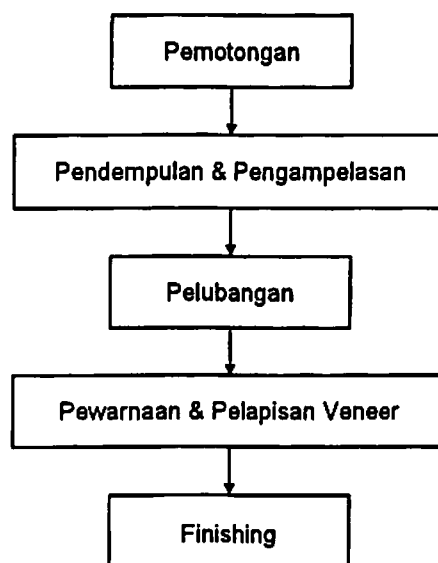 Pemotongan
Pendempulan & Pengampelasan
Pelubangan
Pewarnaan & Pelapisan Veneer
Finishing